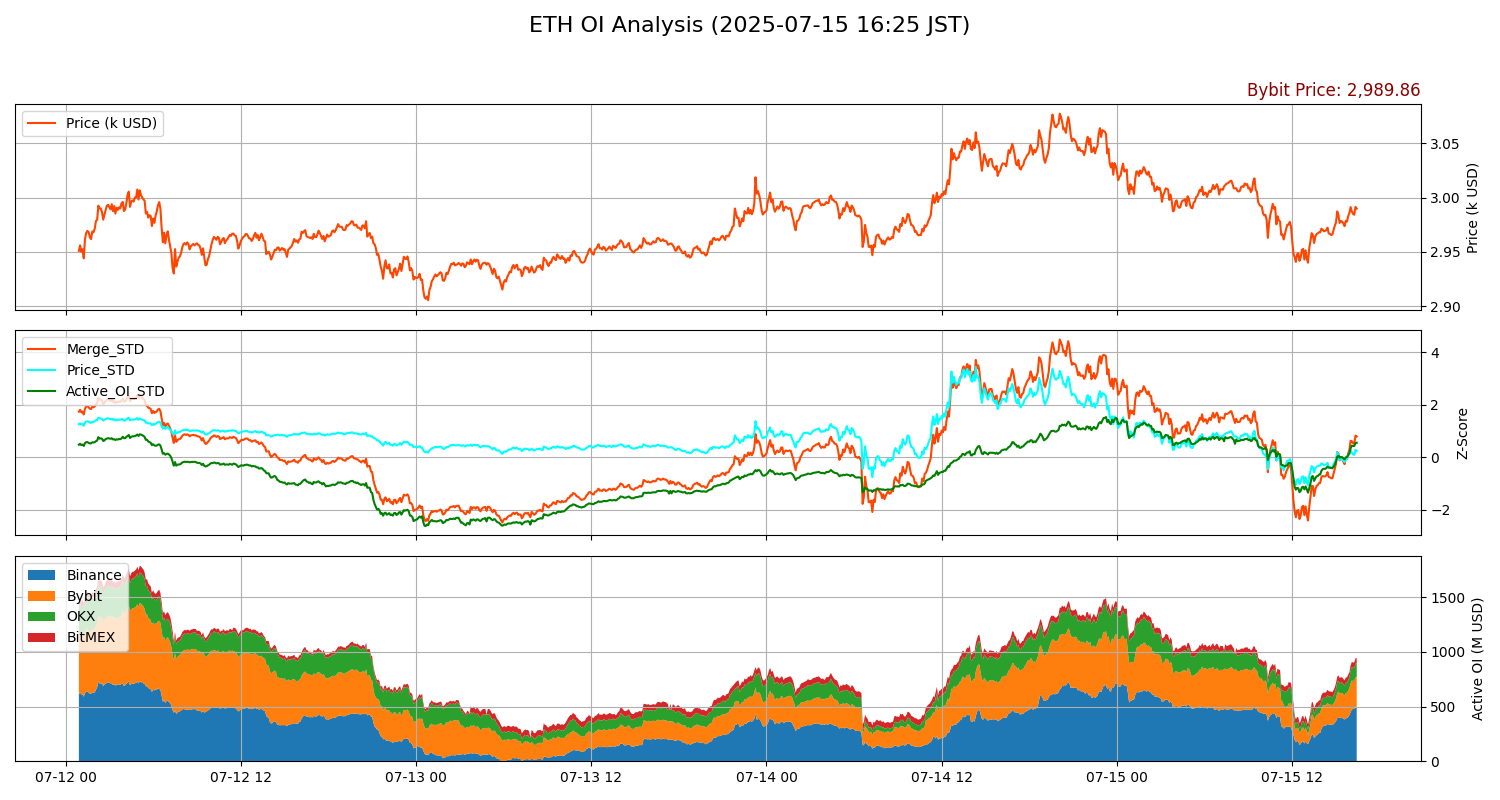 ETH OI Analysis (2025-07-15 16:25 JST)
Bybit Price: 2,989.86
Price (k USD)
3.05
3.00
2.95
2.90
Price (k USD)
Merge_STD
Price_STD
Active_OI_STD
4
2
0
−2
Z-Score
Binance
Bybit
OKX
BitMEX
1500
1000
500
0
Active OI (M USD)
07-12 00
07-12 12
07-13 00
07-13 12
07-14 00
07-14 12
07-15 00
07-15 12